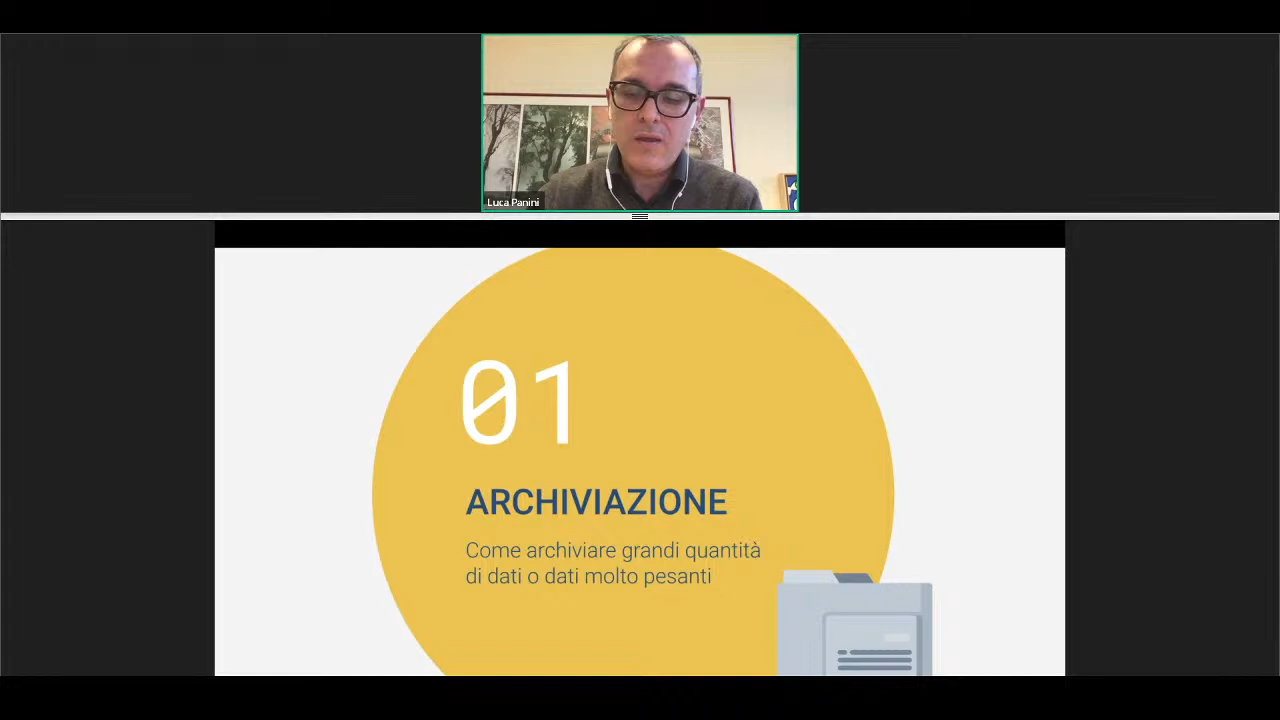 Luca Panini
01
ARCHIVIAZIONE
Come archiviare grandi quantità
di dati o dati molto pesanti